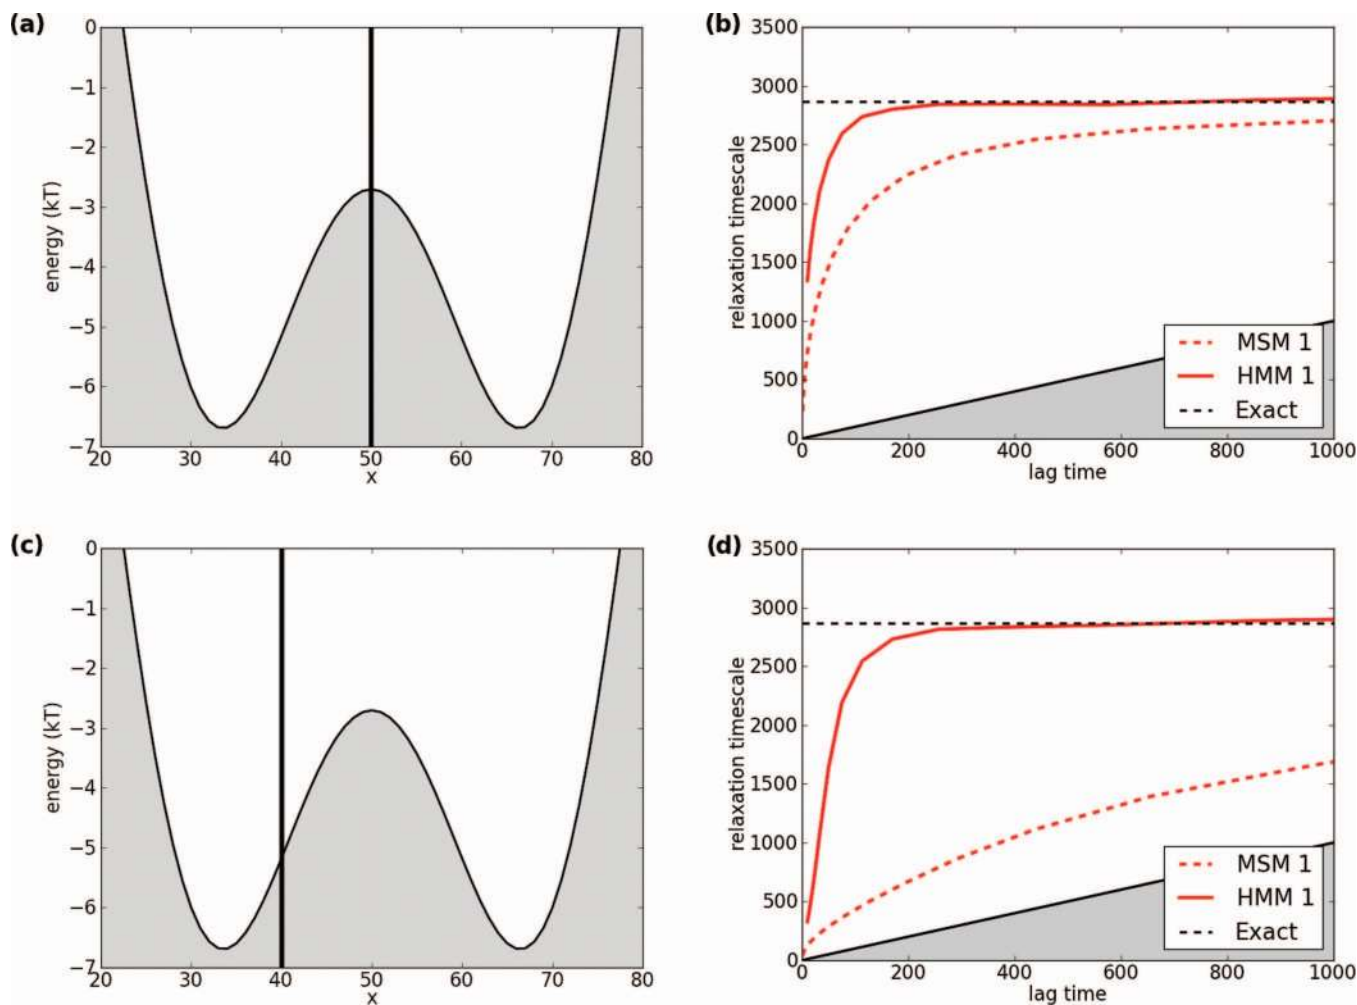 (a)
0
−1
−2
−3
−4
−5
−6
−7
energy (kT)
20 30 40 50 60 70 80
x
(b)
3500
3000
2500
2000
1500
1000
500
0
relaxation timescale
MSM 1
HMM 1
Exact
0 200 400 600 800 1000
lag time
(c)
0
−1
−2
−3
−4
−5
−6
−7
energy (kT)
20 30 40 50 60 70 80
x
(d)
3500
3000
2500
2000
1500
1000
500
0
relaxation timescale
MSM 1
HMM 1
Exact
0 200 400 600 800 1000
lag time